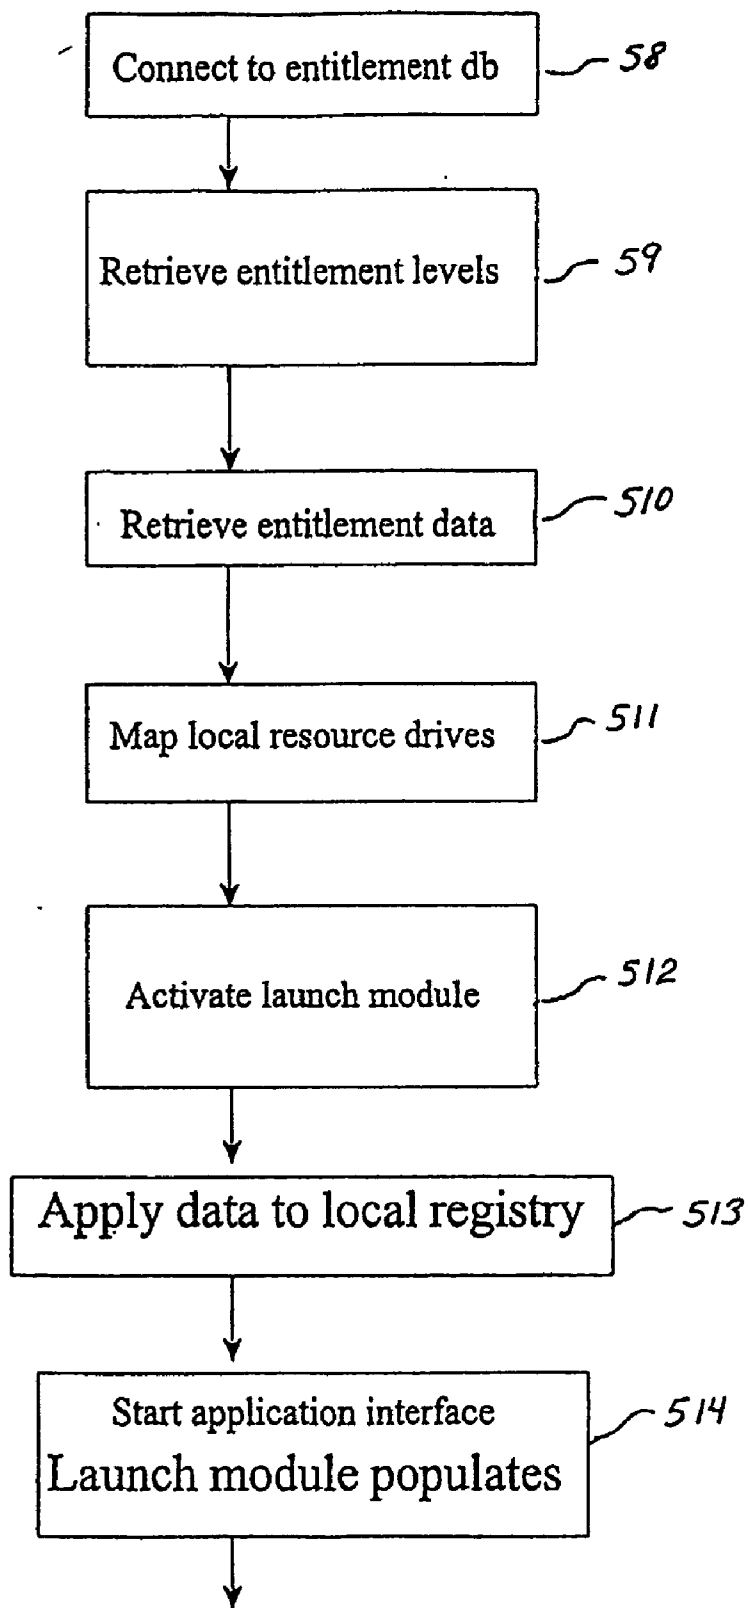 Connect to entitlement db
58
Retrieve entitlement levels
59
Retrieve entitlement data
510
Map local resource drives
511
Activate launch module
512
Apply data to local registry
513
Start application interface
Launch module populates
514